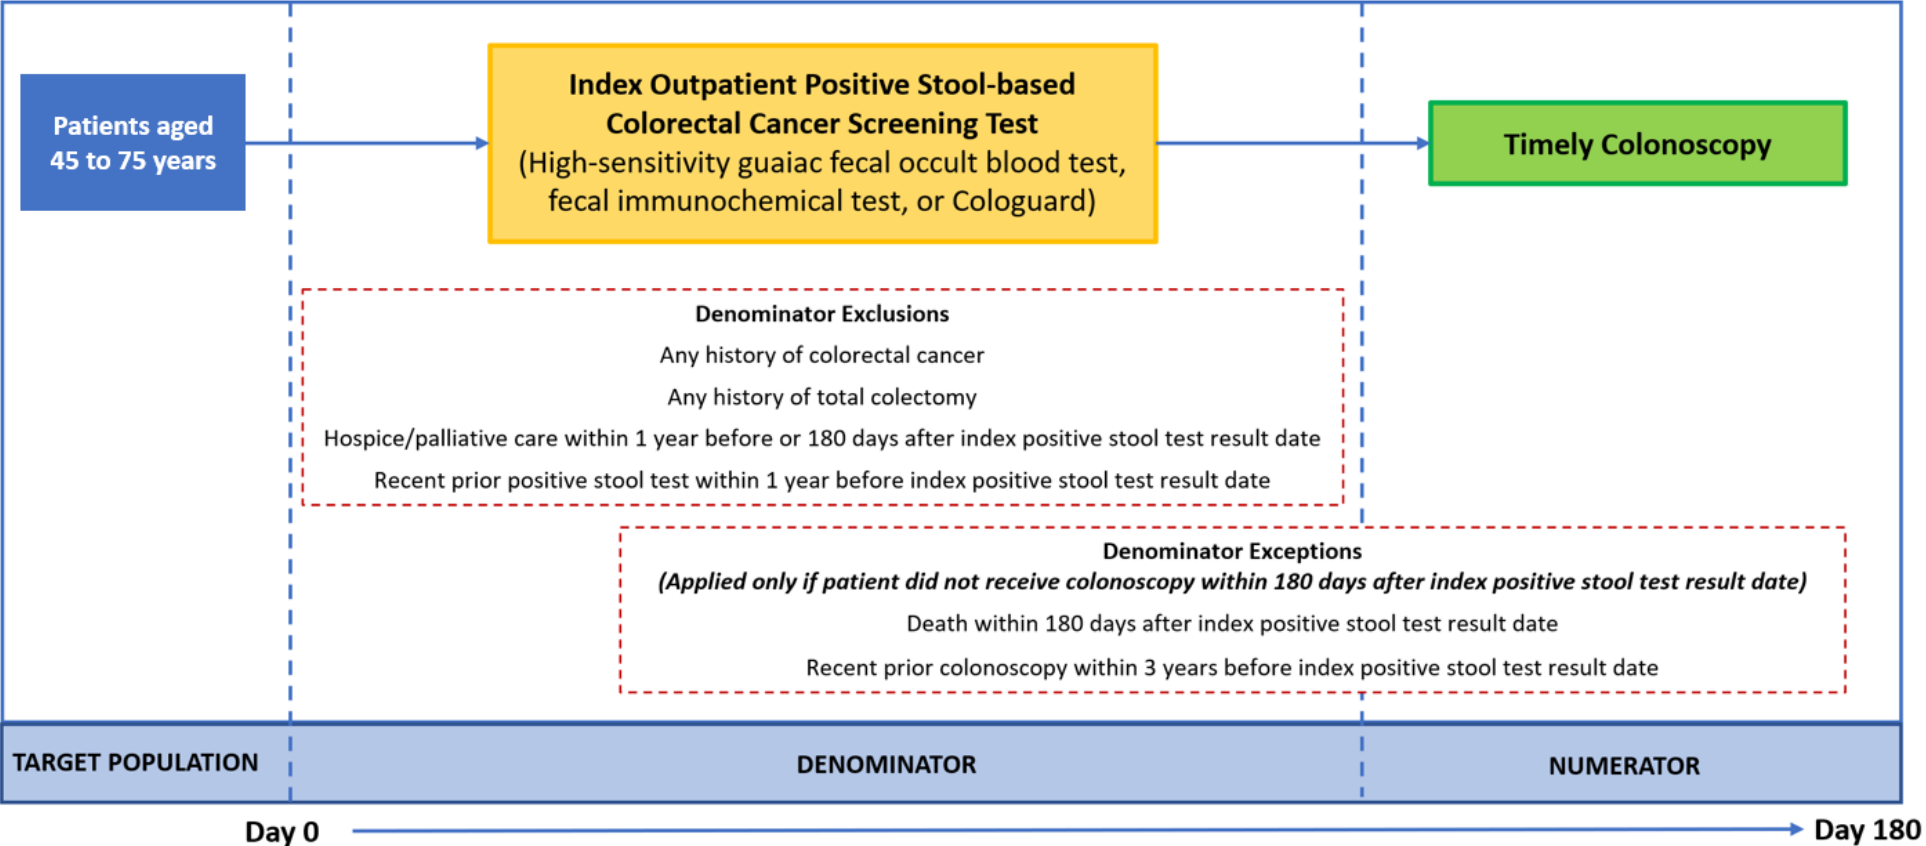 Patients aged
45 to 75 years
Index Outpatient Positive Stool-based
Colorectal Cancer Screening Test
(High-sensitivity guaiac fecal occult blood test,
fecal immunochemical test, or Cologuard)
Timely Colonoscopy
Denominator Exclusions
Any history of colorectal cancer
Any history of total colectomy
Hospice/palliative care within 1 year before or 180 days after index positive stool test result date
Recent prior positive stool test within 1 year before index positive stool test result date
Denominator Exceptions
(Applied only if patient did not receive colonoscopy within 180 days after index positive stool test result date)
Death within 180 days after index positive stool test result date
Recent prior colonoscopy within 3 years before index positive stool test result date
TARGET POPULATION
DENOMINATOR
NUMERATOR
Day 0
Day 180